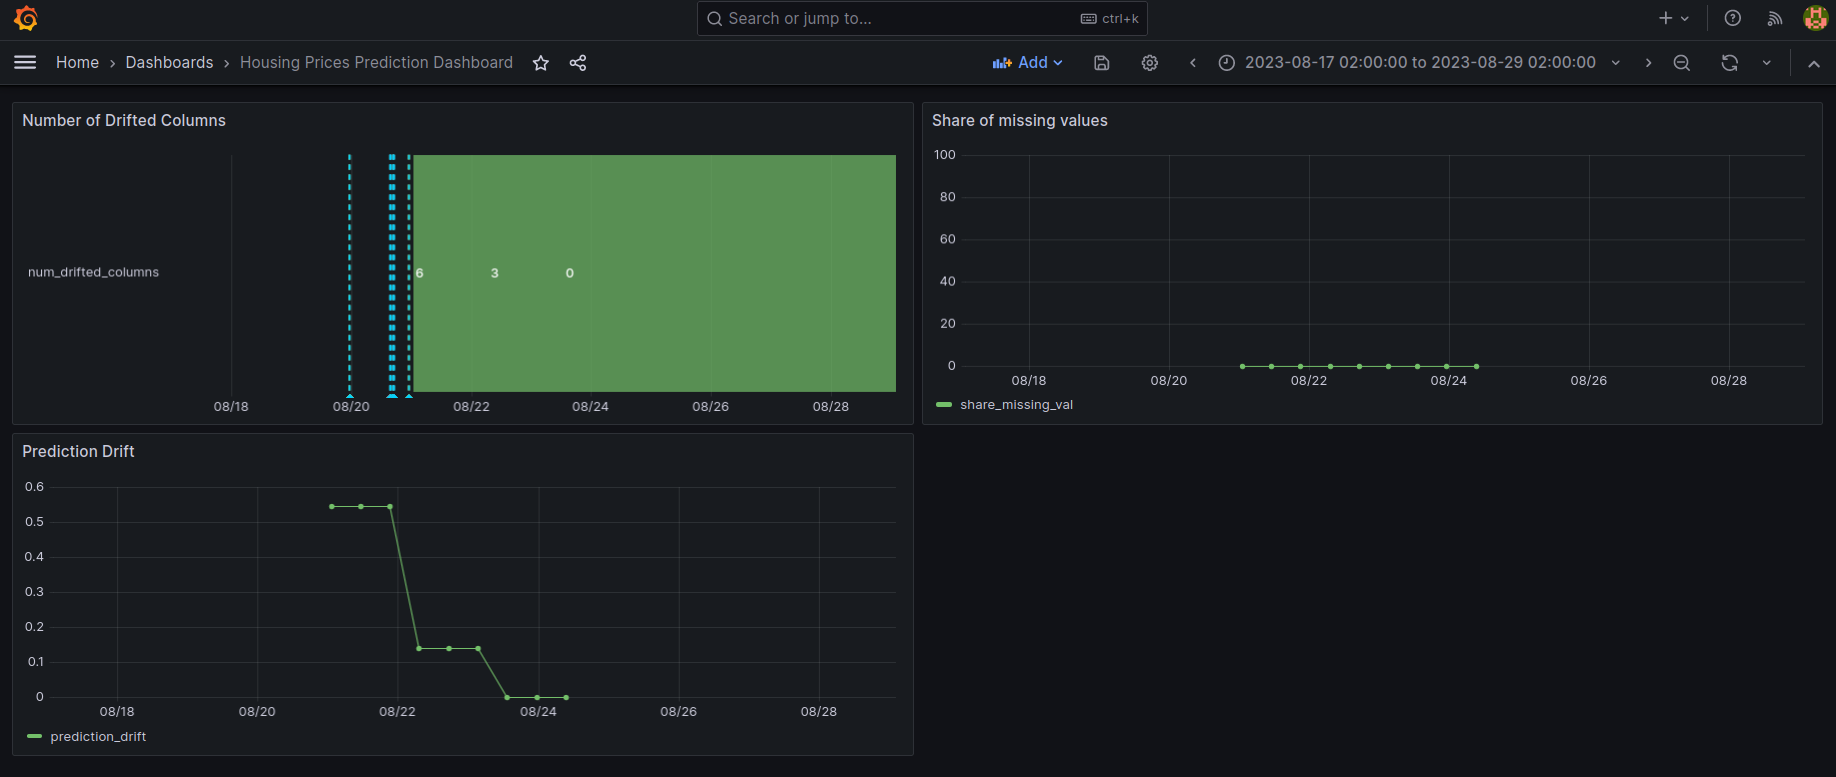 Search or jump to...
ctrl+k
Home › Dashboards › Housing Prices Prediction Dashboard
Add
2023-08-17 02:00:00 to 2023-08-29 02:00:00
Number of Drifted Columns
num_drifted_columns
6 3 0
08/18 08/20 08/22 08/24 08/26 08/28
Share of missing values
100
80
60
40
20
0
08/18 08/20 08/22 08/24 08/26 08/28
share_missing_val
Prediction Drift
0.6
0.5
0.4
0.3
0.2
0.1
0
08/18 08/20 08/22 08/24 08/26 08/28
prediction_drift